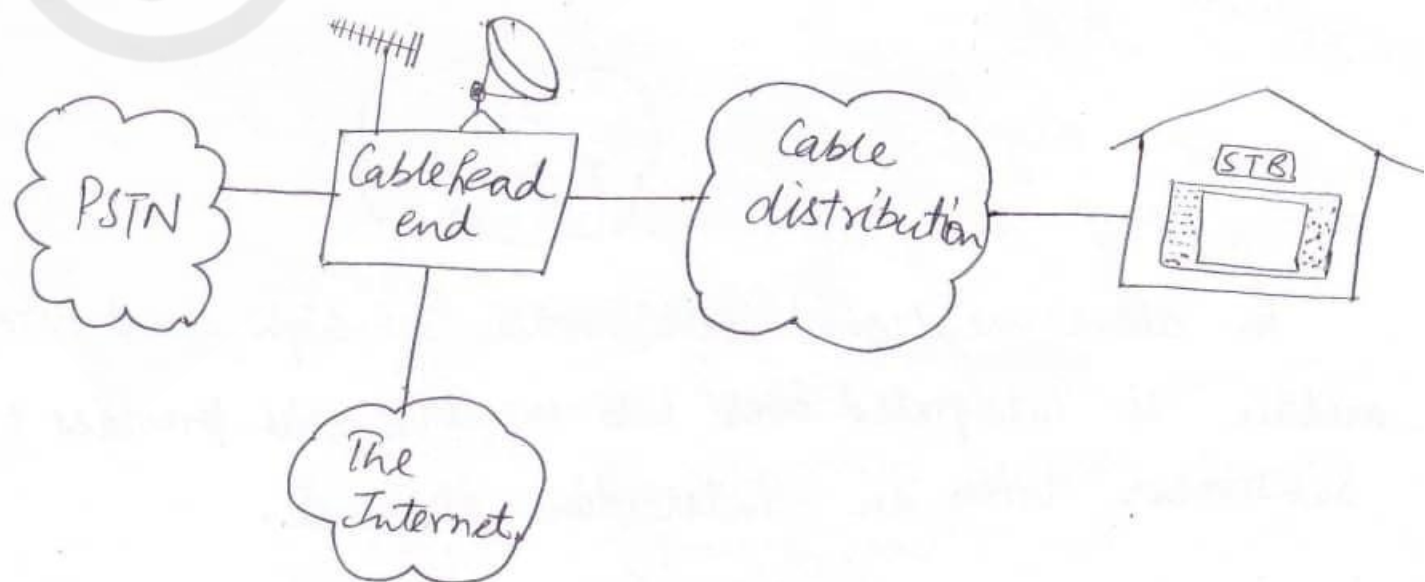 PSTN
Cablehead
end
Cable
distribution
STB
The
Internet.